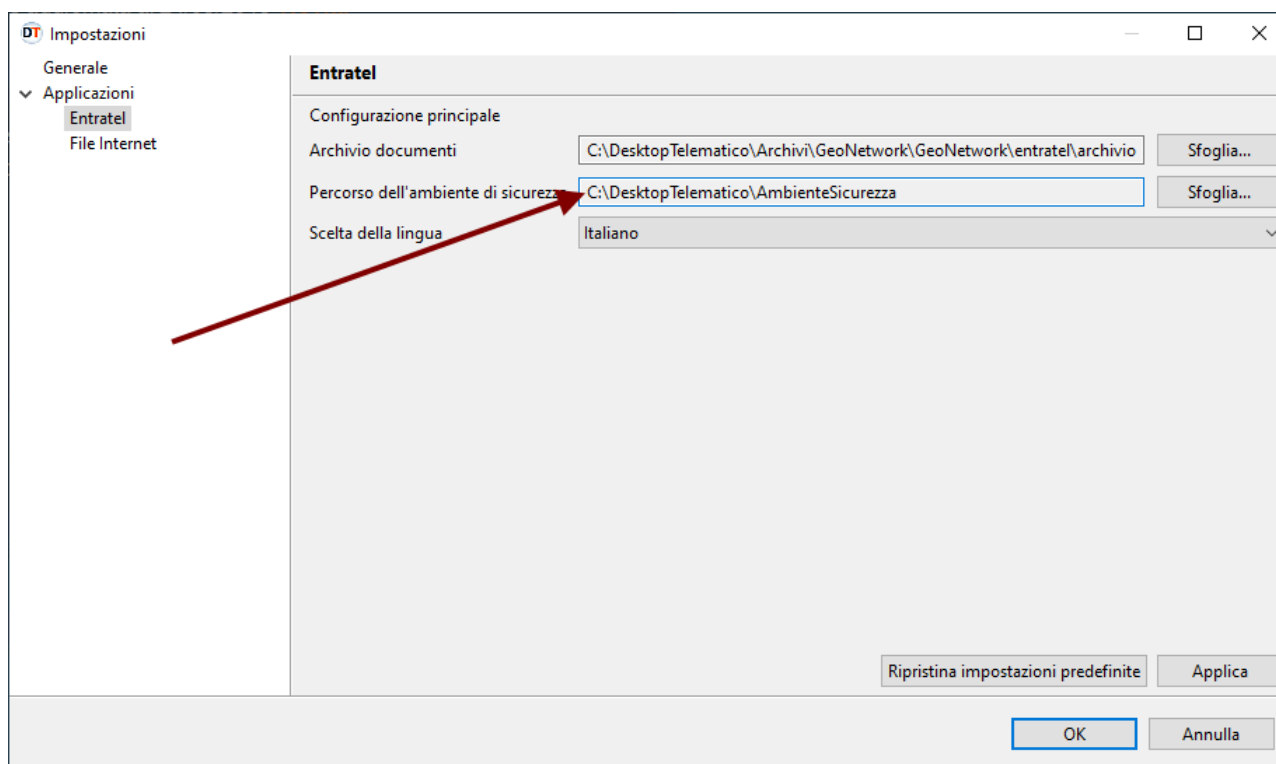 DT Impostazioni
Generale
Applicazioni
Entratel
File Internet
Entratel
Configurazione principale
Archivio documenti C:\DesktopTelematico\Archivi\GeoNetwork\GeoNetwork\entratel\archivio Sfoglia...
Percorso dell'ambiente di sicurezza C:\DesktopTelematico\AmbienteSicurezza Sfoglia...
Scelta della lingua Italiano
Ripristina impostazioni predefinite Applica
OK Annulla